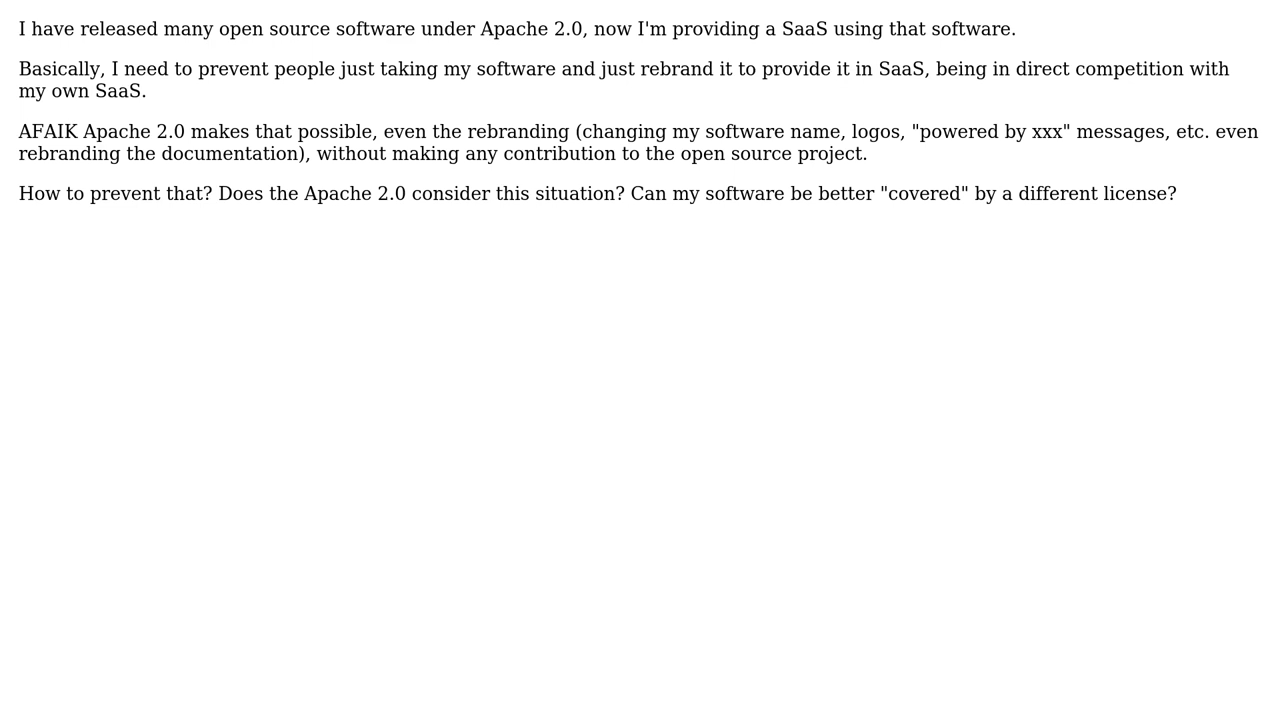 I have released many open source software under Apache 2.0, now I'm providing a SaaS using that software.
Basically, I need to prevent people just taking my software and just rebrand it to provide it in SaaS, being in direct competition with
my own SaaS.
AFAIK Apache 2.0 makes that possible, even the rebranding (changing my software name, logos, "powered by xxx" messages, etc. even
rebranding the documentation), without making any contribution to the open source project.
How to prevent that? Does the Apache 2.0 consider this situation? Can my software be better "covered" by a different license?